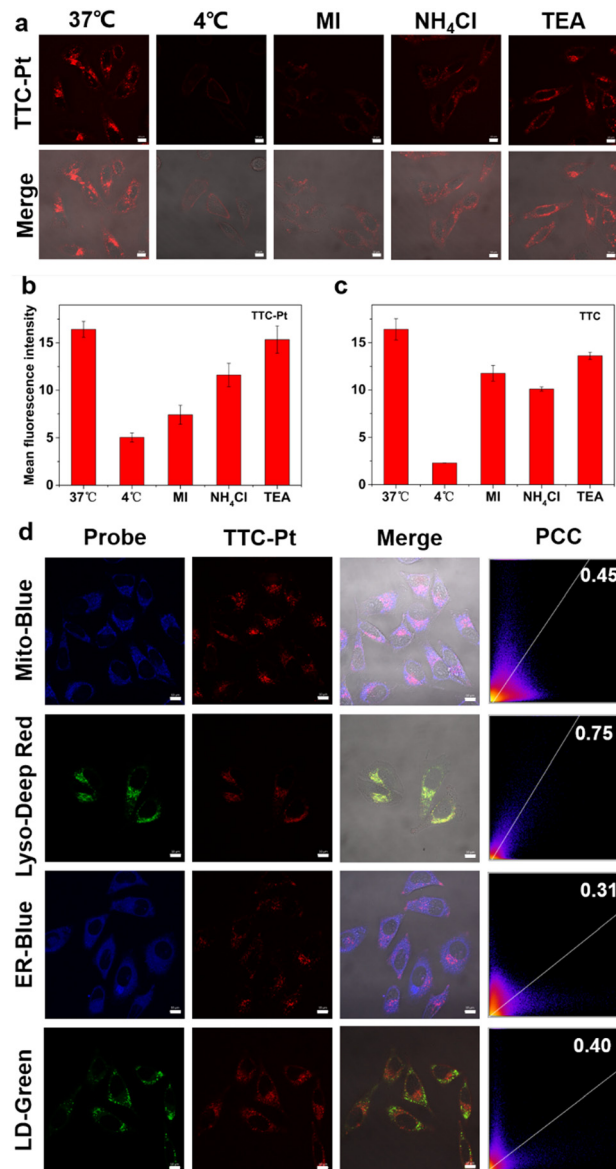 a
37℃ 4℃ MI NH₄Cl TEA
TTC-Pt
Merge
b
TTC-Pt
Mean fluorescence intensity
15
10
5
0
37℃ 4℃ MI NH₄Cl TEA
c
TTC
15
10
5
0
37℃ 4℃ MI NH₄Cl TEA
d
Probe TTC-Pt Merge PCC
Mito-Blue
0.45
Lyso-Deep Red
0.75
ER-Blue
0.31
LD-Green
0.40